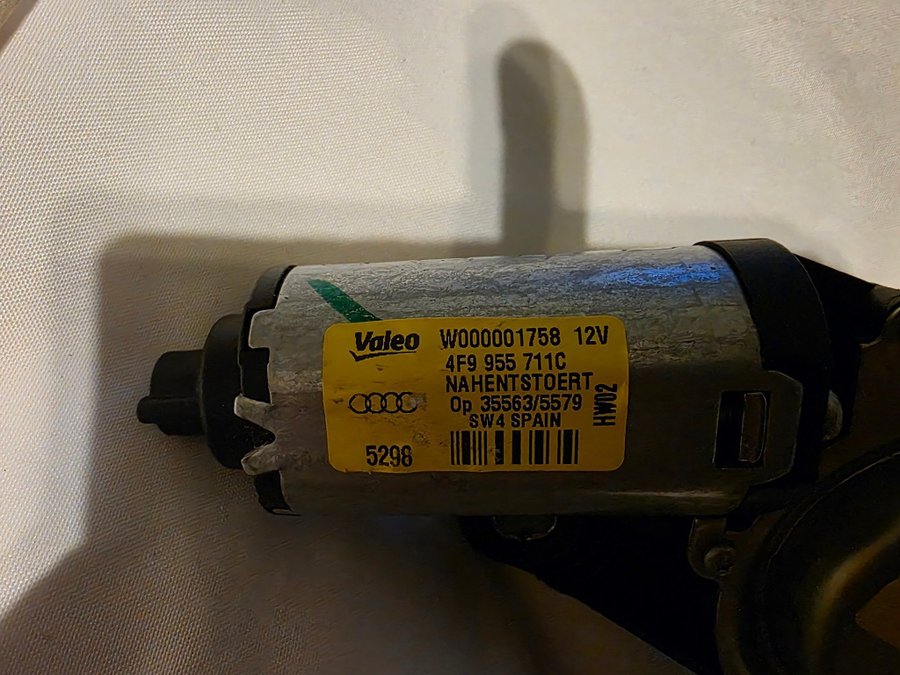 Valeo W000001758 12V
4F9 955 711C
NAHENTSTOERT
Op 35563/5579
SW4 SPAIN
HW02
5298